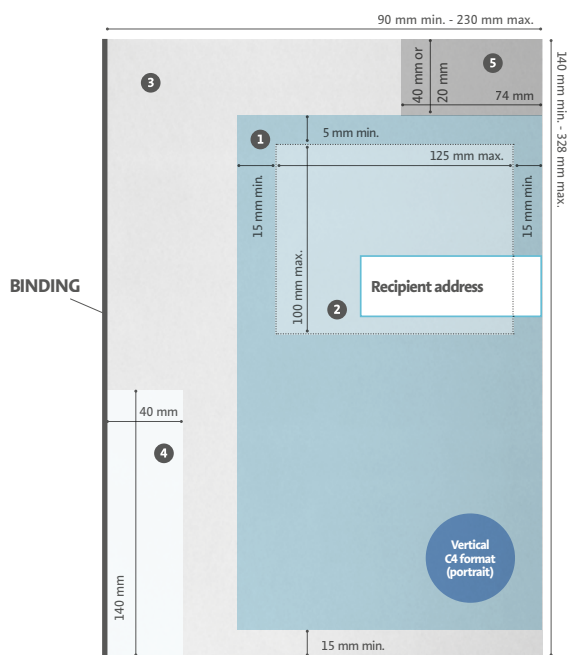 90 mm min. - 230 mm max.
3
5
40 mm or
20 mm
74 mm
140 mm min. - 328 mm max.
1
5 mm min.
125 mm max.
15 mm min.
15 mm min.
100 mm max.
BINDING
Recipient address
2
40 mm
4
140 mm
Vertical
C4 format
(portrait)
15 mm min.